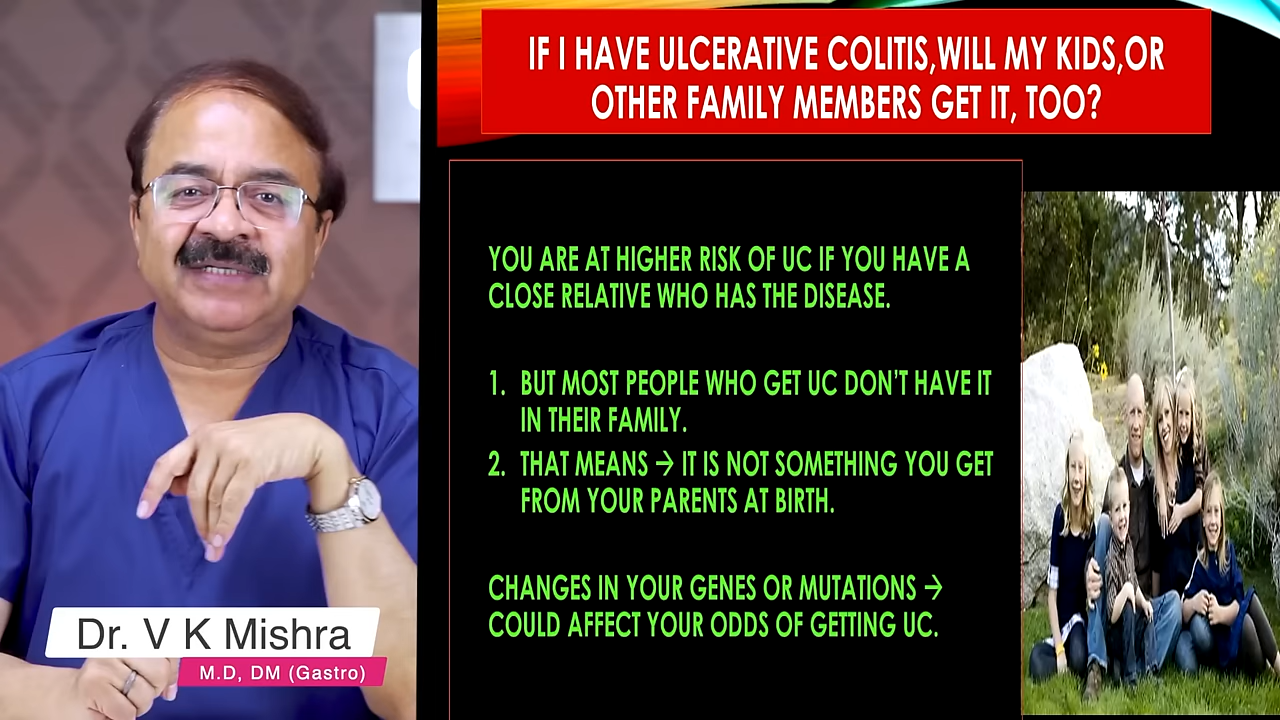 IF I HAVE ULCERATIVE COLITIS,WILL MY KIDS,OR
OTHER FAMILY MEMBERS GET IT, TOO?
YOU ARE AT HIGHER RISK OF UC IF YOU HAVE A
CLOSE RELATIVE WHO HAS THE DISEASE.
1. BUT MOST PEOPLE WHO GET UC DON'T HAVE IT
IN THEIR FAMILY.
2. THAT MEANS → IT IS NOT SOMETHING YOU GET
FROM YOUR PARENTS AT BIRTH.
CHANGES IN YOUR GENES OR MUTATIONS →
COULD AFFECT YOUR ODDS OF GETTING UC.
Dr. V K Mishra
M.D, DM (Gastro)